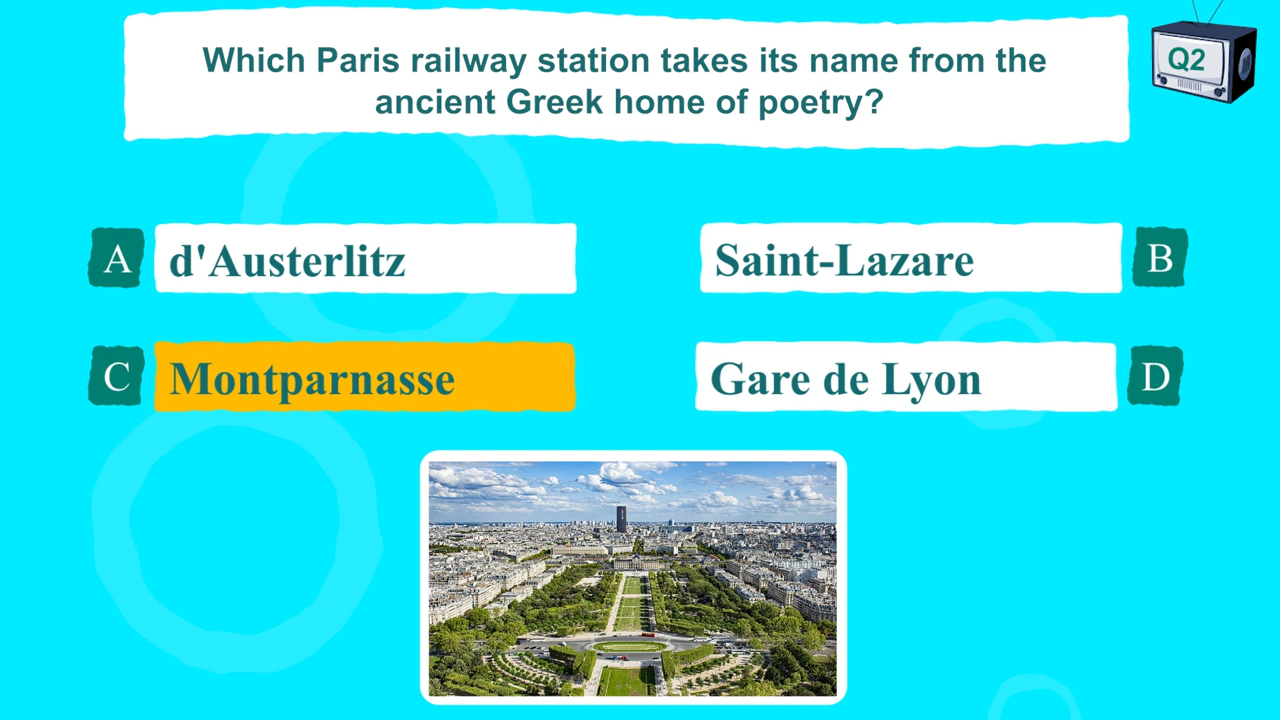 Which Paris railway station takes its name from the
ancient Greek home of poetry?
Q2
A d'Austerlitz
Saint-Lazare B
C Montparnasse
Gare de Lyon D